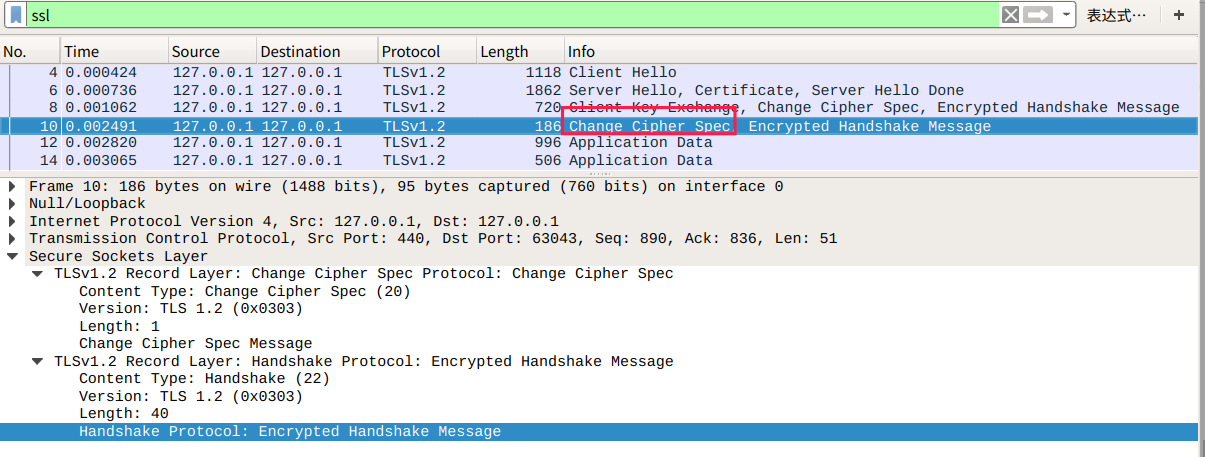 ssl 表达式… +
No. Time Source Destination Protocol Length Info
4 0.000424 127.0.0.1 127.0.0.1 TLSv1.2 1118 Client Hello
6 0.000736 127.0.0.1 127.0.0.1 TLSv1.2 1862 Server Hello, Certificate, Server Hello Done
8 0.001062 127.0.0.1 127.0.0.1 TLSv1.2 720 Client Key Exchange, Change Cipher Spec, Encrypted Handshake Message
10 0.002491 127.0.0.1 127.0.0.1 TLSv1.2 186 Change Cipher Spec, Encrypted Handshake Message
12 0.002820 127.0.0.1 127.0.0.1 TLSv1.2 996 Application Data
14 0.003065 127.0.0.1 127.0.0.1 TLSv1.2 506 Application Data
Frame 10: 186 bytes on wire (1488 bits), 95 bytes captured (760 bits) on interface 0
Null/Loopback
Internet Protocol Version 4, Src: 127.0.0.1, Dst: 127.0.0.1
Transmission Control Protocol, Src Port: 440, Dst Port: 63043, Seq: 890, Ack: 836, Len: 51
Secure Sockets Layer
TLSv1.2 Record Layer: Change Cipher Spec Protocol: Change Cipher Spec
Content Type: Change Cipher Spec (20)
Version: TLS 1.2 (0x0303)
Length: 1
Change Cipher Spec Message
TLSv1.2 Record Layer: Handshake Protocol: Encrypted Handshake Message
Content Type: Handshake (22)
Version: TLS 1.2 (0x0303)
Length: 40
Handshake Protocol: Encrypted Handshake Message